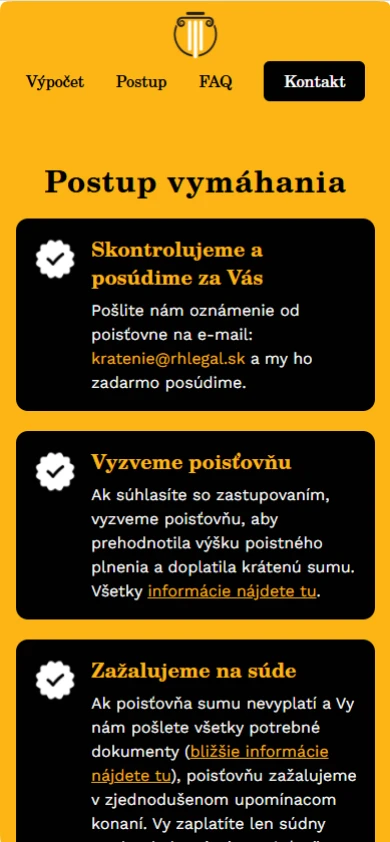 Výpočet Postup FAQ Kontakt
Postup vymáhania
Skontrolujeme a
posúdime za Vás
Pošlite nám oznámenie od
poisťovne na e-mail:
kratenie@rhlegal.sk a my ho
zadarmo posúdime.
Vyzveme poisťovňu
Ak súhlasíte so zastupovaním,
vyzveme poisťovňu, aby
prehodnotila výšku poistného
plnenia a doplatila krátenú sumu.
Všetky informácie nájdete tu.
Zažalujeme na súde
Ak poisťovňa sumu nevyplatí a Vy
nám pošlete všetky potrebné
dokumenty (bližšie informácie
nájdete tu), poisťovňu zažalujeme
v zjednodušenom upomínacom
konaní. Vy zaplatíte len súdny